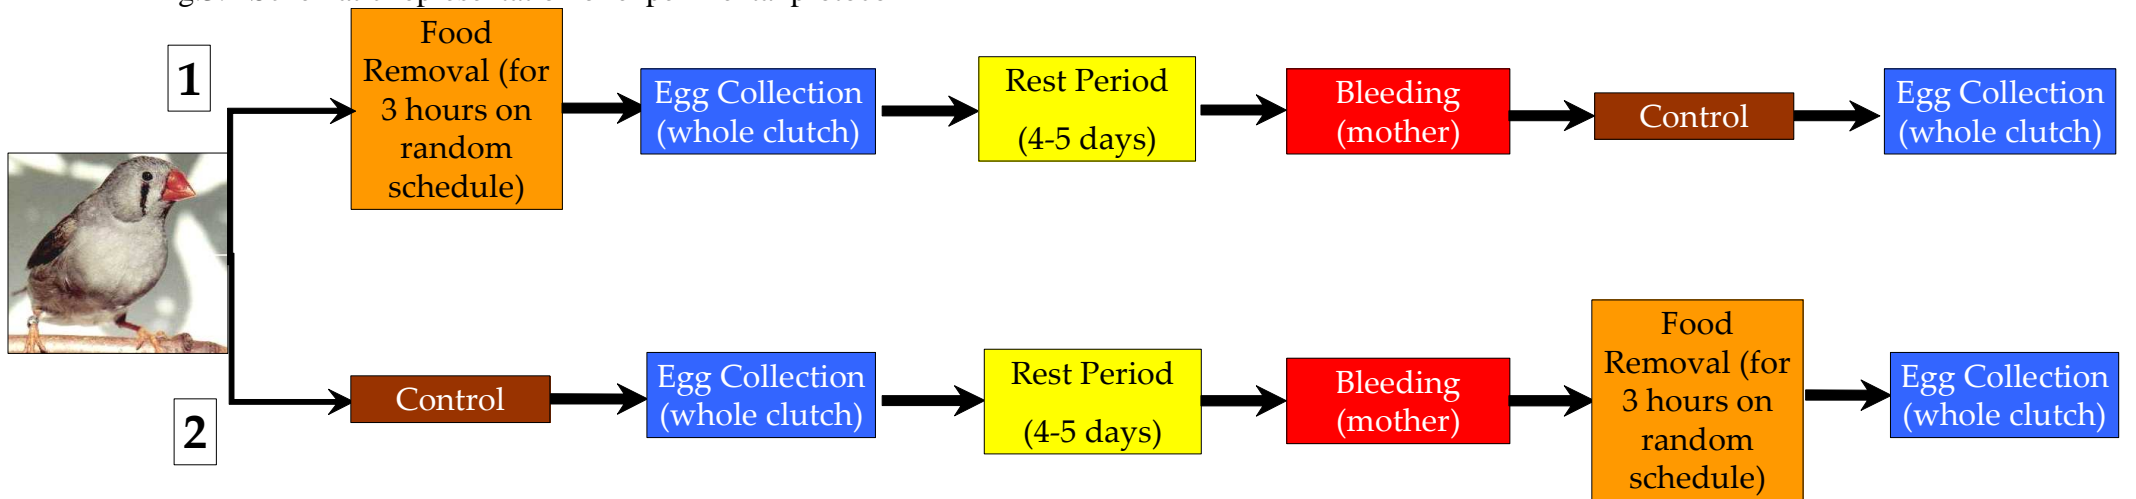 1
Food
Removal (for
3 hours on
random
schedule)
Egg Collection
(whole clutch)
Rest Period
(4-5 days)
Bleeding
(mother)
Control
Egg Collection
(whole clutch)
2
Control
Egg Collection
(whole clutch)
Rest Period
(4-5 days)
Bleeding
(mother)
Food
Removal (for
3 hours on
random
schedule)
Egg Collection
(whole clutch)